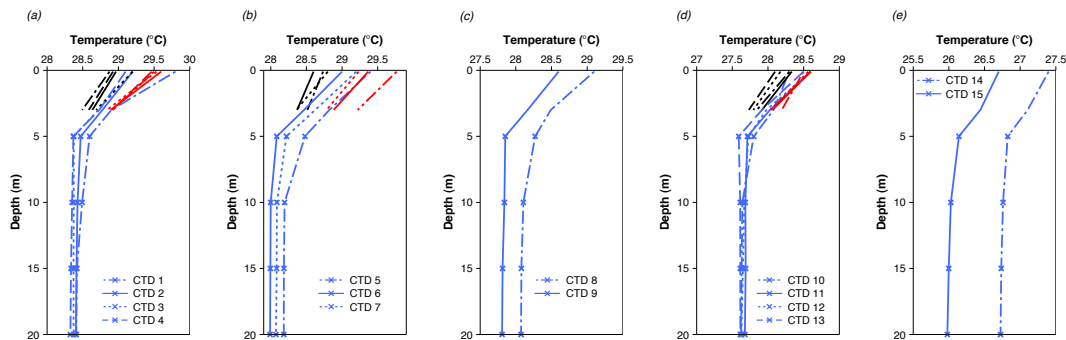 (a)
Temperature (°C)
28 28.5 29 29.5 30
0
5
10
15
20
Depth (m)
CTD 1
CTD 2
CTD 3
CTD 4
(b)
Temperature (°C)
28 28.5 29 29.5
0
5
10
15
20
Depth (m)
CTD 5
CTD 6
CTD 7
(c)
Temperature (°C)
27.5 28 28.5 29 29.5
0
5
10
15
20
Depth (m)
CTD 8
CTD 9
(d)
Temperature (°C)
27 27.5 28 28.5 29
0
5
10
15
20
Depth (m)
CTD 10
CTD 11
CTD 12
CTD 13
(e)
Temperature (°C)
25.5 26 26.5 27 27.5
0
5
10
15
20
Depth (m)
CTD 14
CTD 15